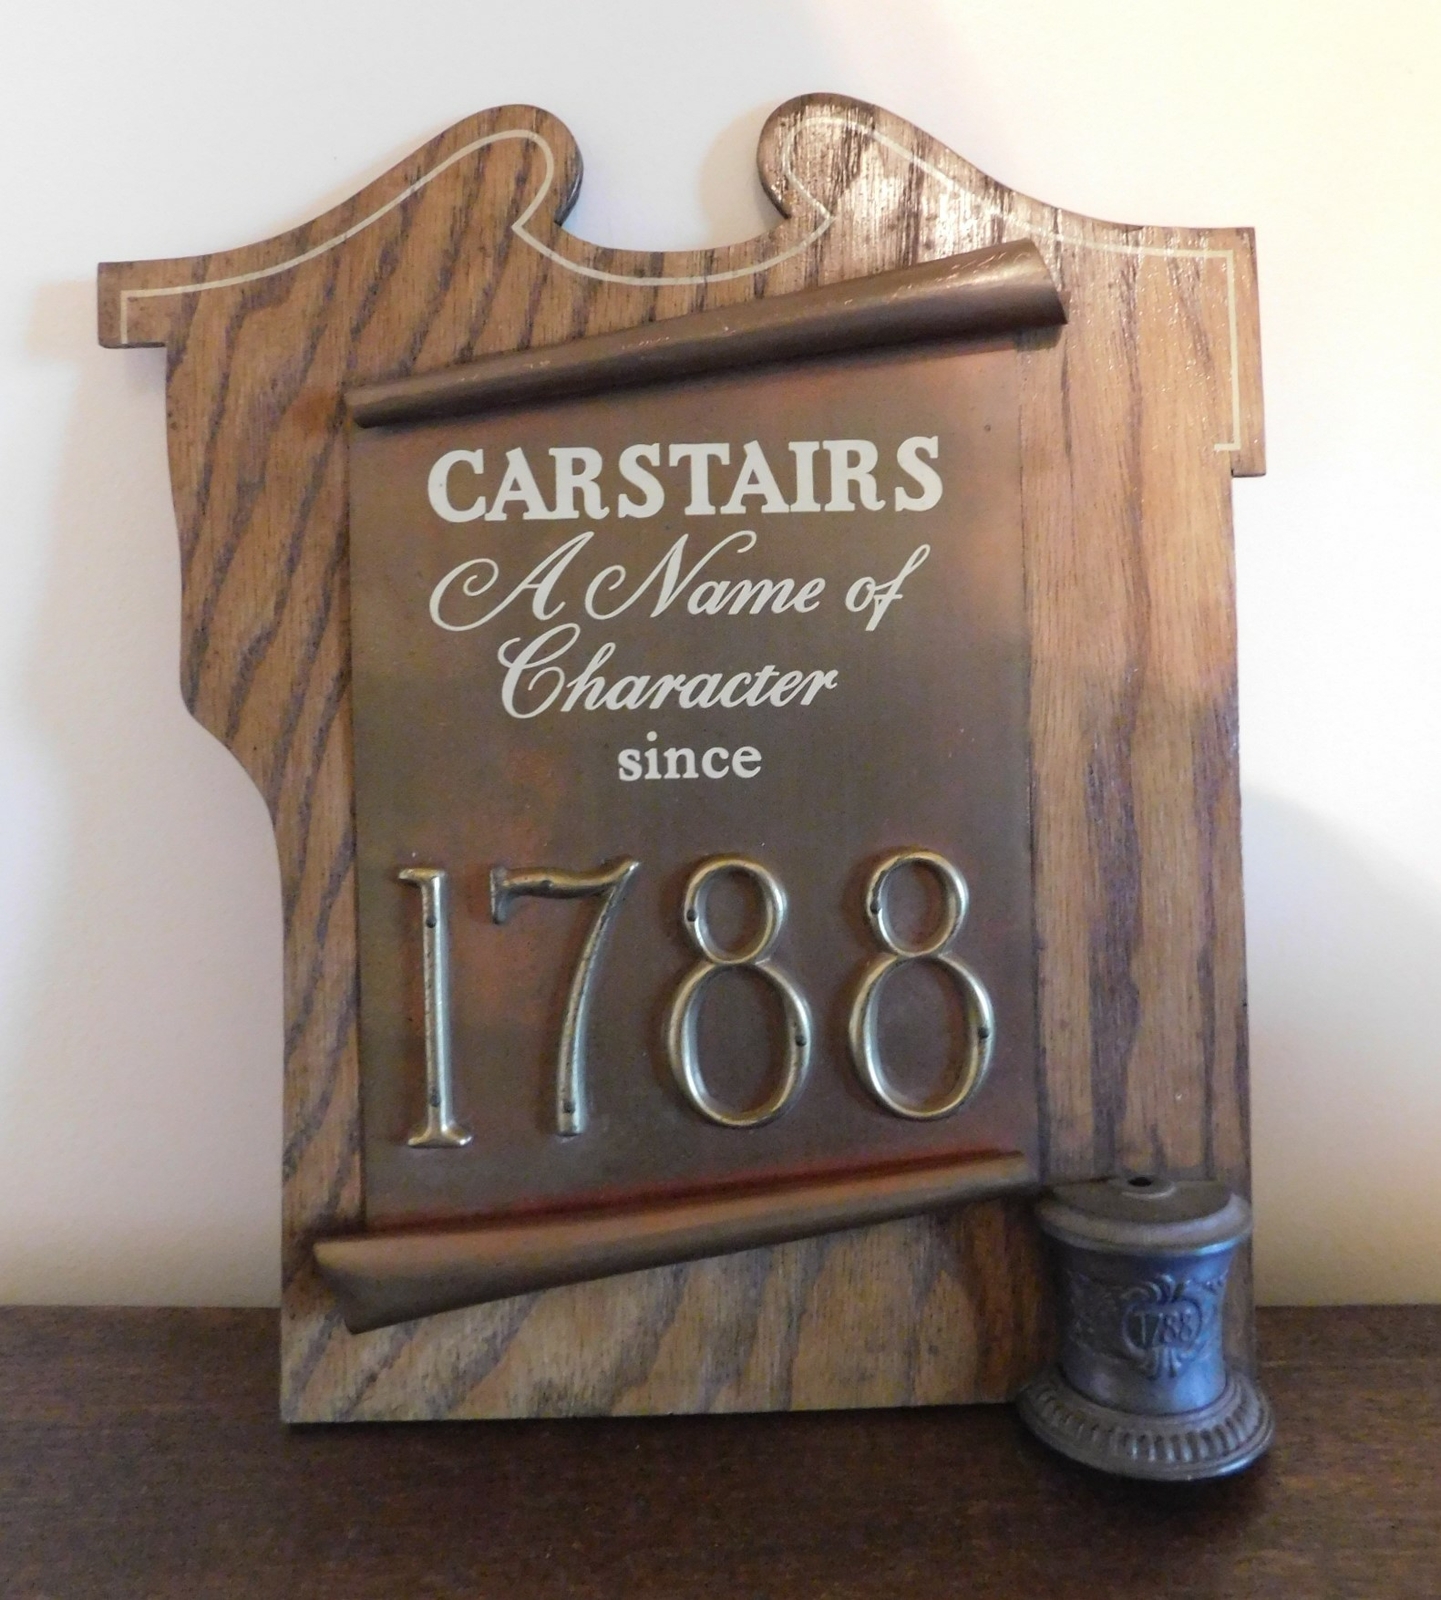 CARSTAIRS
A Name of
Character
since
1788
1788